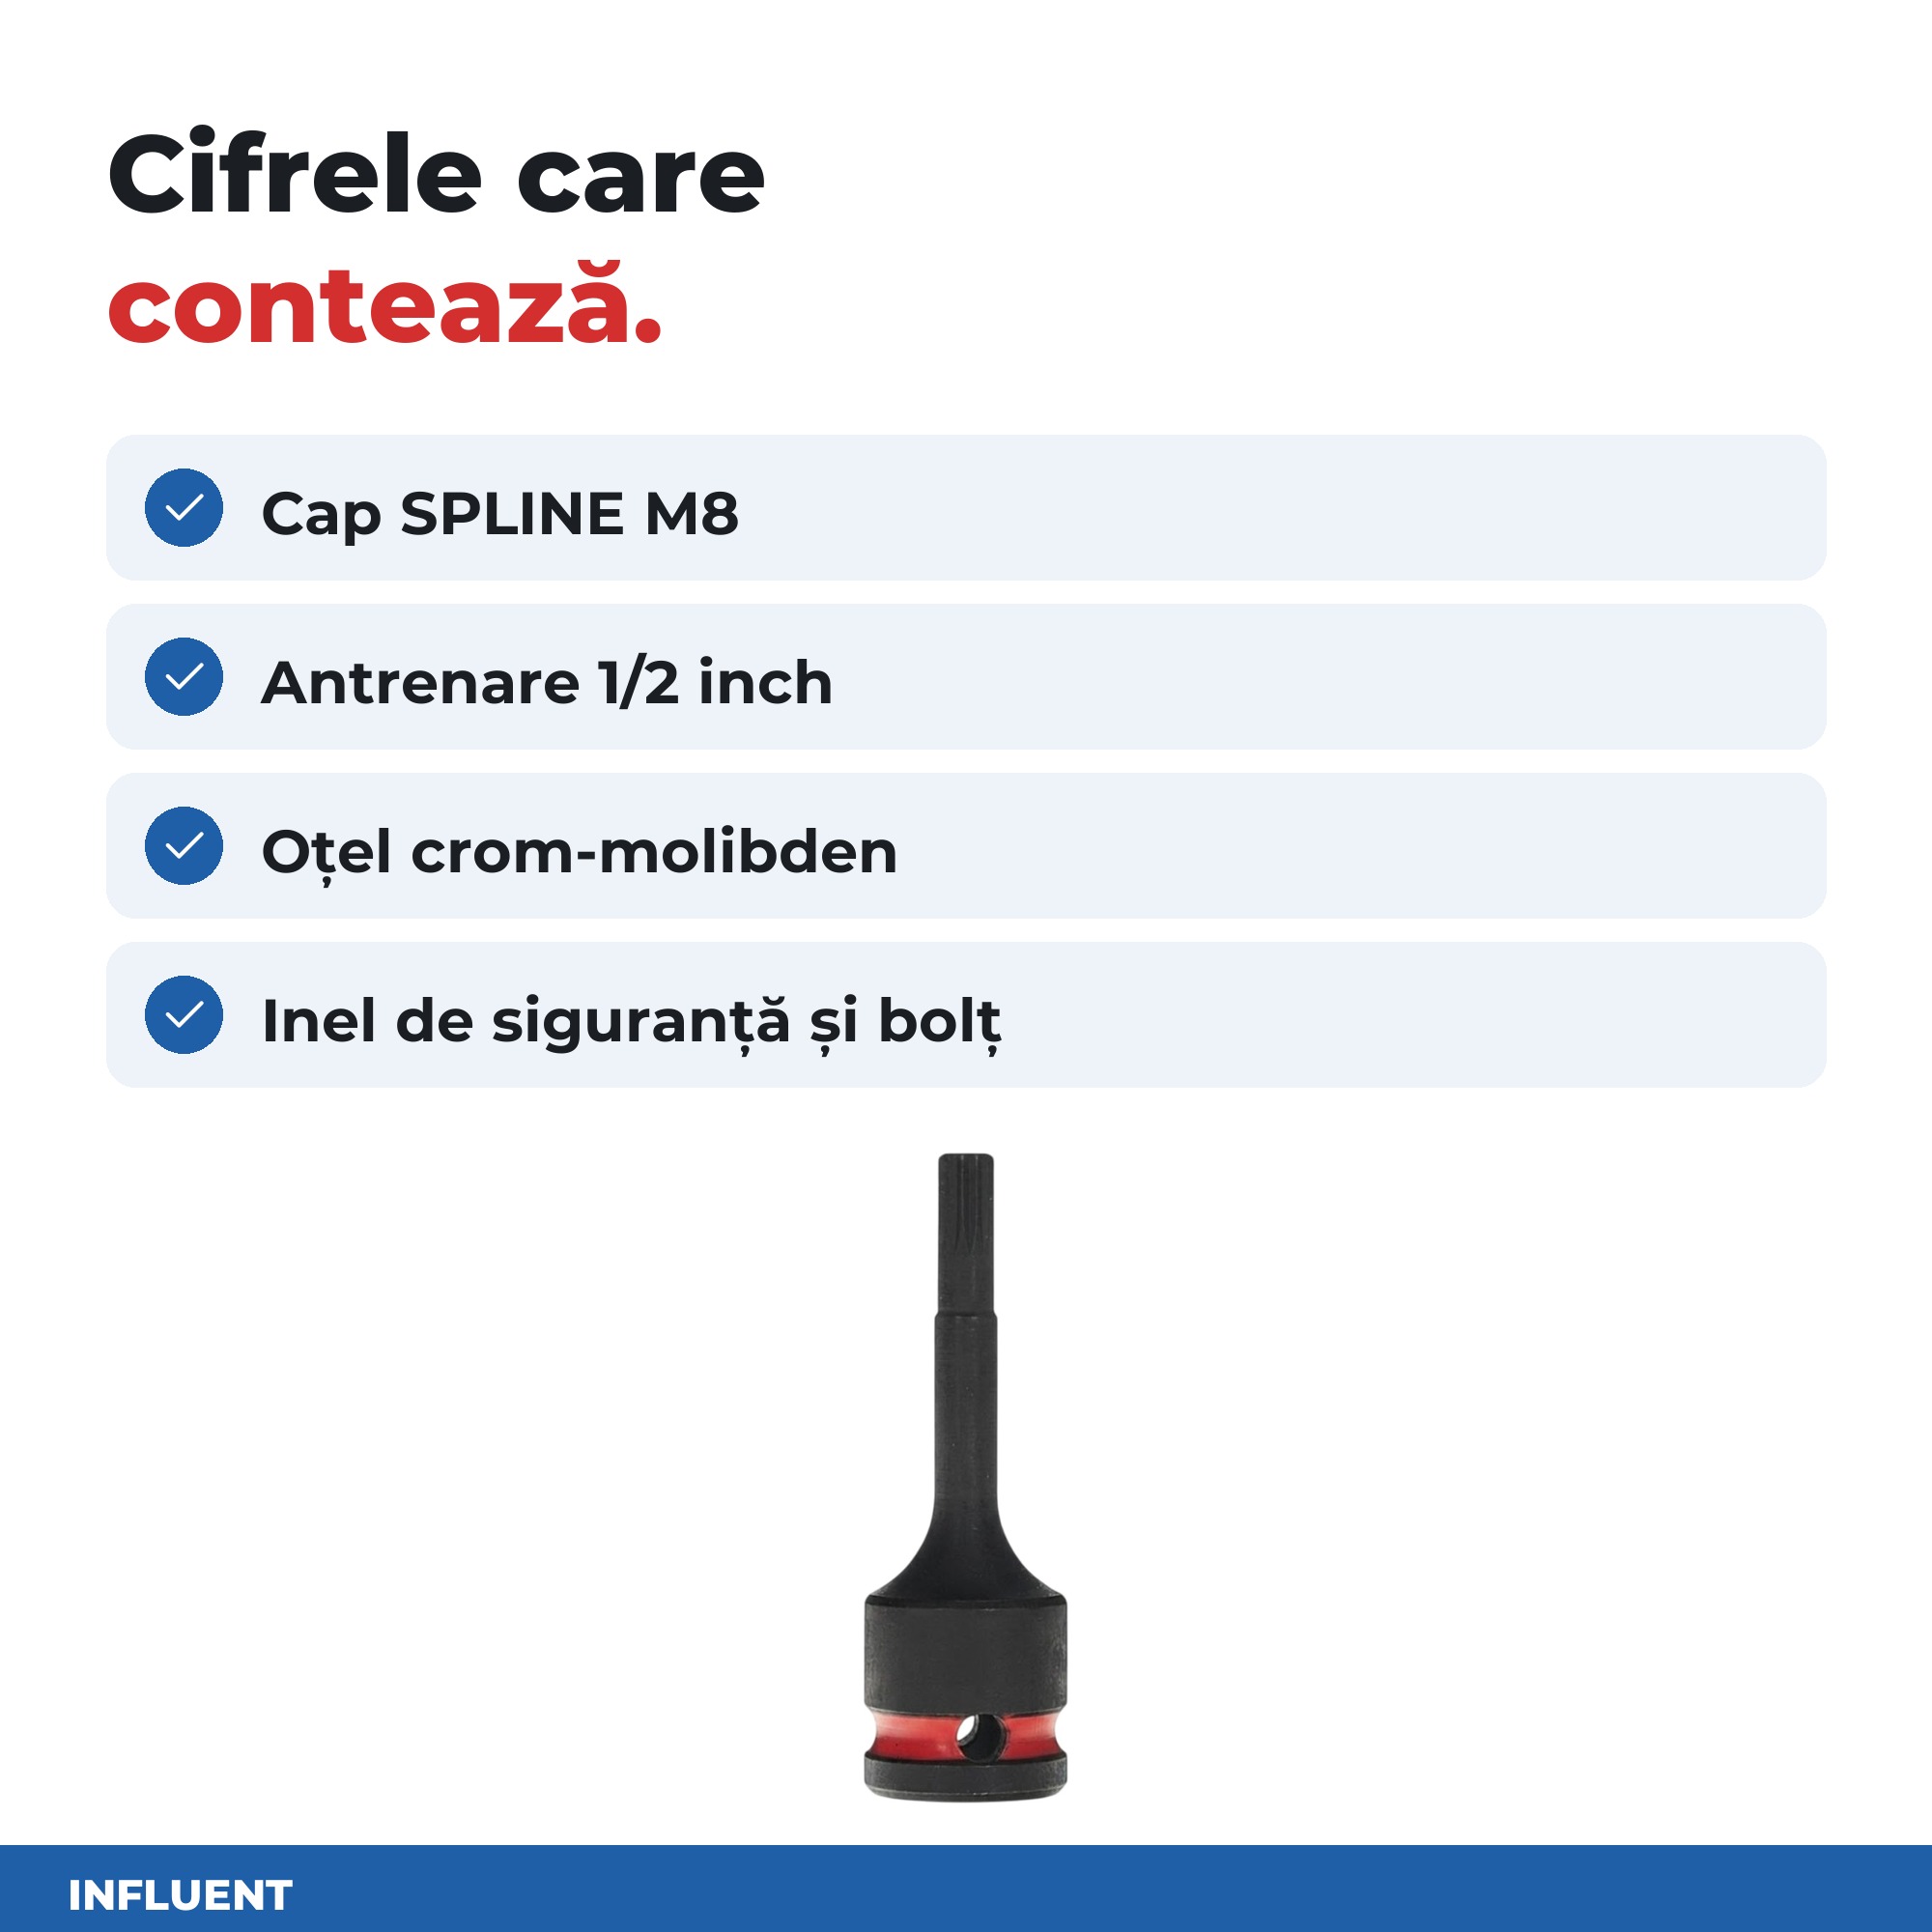 Cifrele care
contează.
Cap SPLINE M8
Antrenare 1/2 inch
Oțel crom-molibden
Inel de siguranță și bolț
INFLUENT